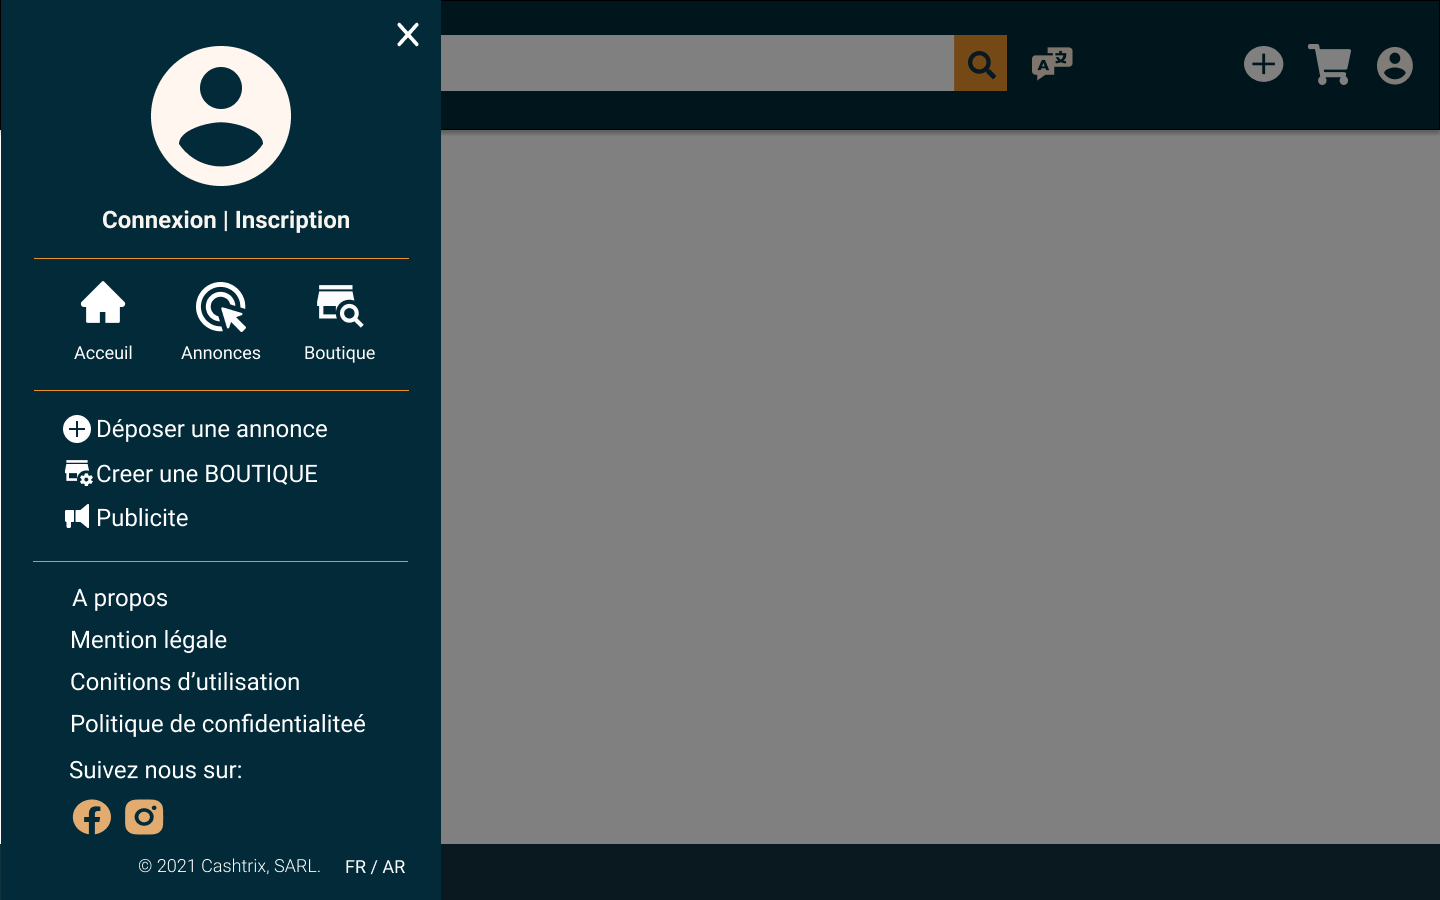 Connexion | Inscription
Acceuil Annonces Boutique
Déposer une annonce
Creer une BOUTIQUE
Publicite
A propos
Mention légale
Conitions d’utilisation
Politique de confidentialiteé
Suivez nous sur:
© 2021 Cashtrix, SARL. FR / AR